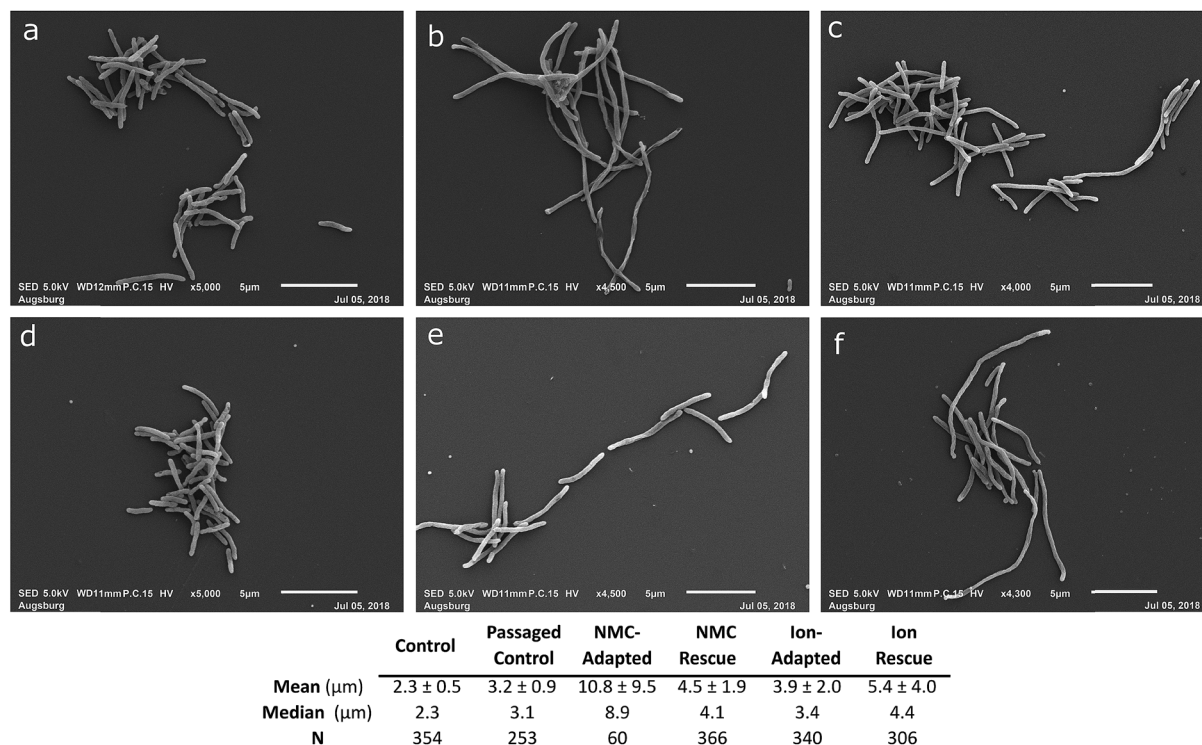 a
SED 5.0kV WD12mmP.C.15 HV x5,000 5µm
Augsburg Jul 05, 2018
b
SED 5.0kV WD11mmP.C.15 HV x4,500 5µm
Augsburg Jul 05, 2018
c
SED 5.0kV WD11mmP.C.15 HV x4,000 5µm
Augsburg Jul 05, 2018
d
SED 5.0kV WD11mmP.C.15 HV x5,000 5µm
Augsburg Jul 05, 2018
e
SED 5.0kV WD11mmP.C.15 HV x4,500 5µm
Augsburg Jul 05, 2018
f
SED 5.0kV WD11mmP.C.15 HV x4,300 5µm
Augsburg Jul 05, 2018
Control Passaged Control NMC-Adapted NMC Rescue Ion-Adapted Ion Rescue
Mean (µm) 2.3 ± 0.5 3.2 ± 0.9 10.8 ± 9.5 4.5 ± 1.9 3.9 ± 2.0 5.4 ± 4.0
Median (µm) 2.3 3.1 8.9 4.1 3.4 4.4
N 354 253 60 366 340 306